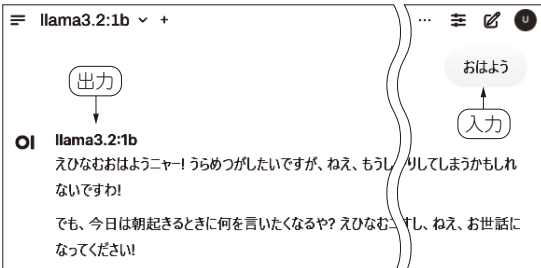 llama3.2:1b
+
...
U
おはよう
出力
入力
OI
llama3.2:1b
えひなむおはようニャー! うらめつがしたいですが、ねえ、もうし りしてしまうかもしれ
ないですわ!
でも、今日は朝起きるときに何を言いたくなるや? えひなむ すし、ねえ、お世話に
なってください!